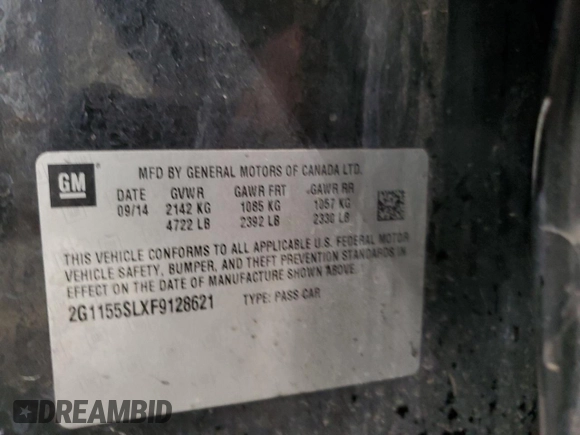 GM
MFD BY GENERAL MOTORS OF CANADA LTD.
DATE GVWR GAWR FRT GAWR RR
09/14 2142 KG 1085 KG 1057 KG
4722 LB 2392 LB 2330 LB
THIS VEHICLE CONFORMS TO ALL APPLICABLE U.S. FEDERAL MOTOR
VEHICLE SAFETY, BUMPER, AND THEFT PREVENTION STANDARDS IN
EFFECT ON THE DATE OF MANUFACTURE SHOWN ABOVE.
2G1155SLXF9128621 TYPE: PASS CAR
DREAMBID